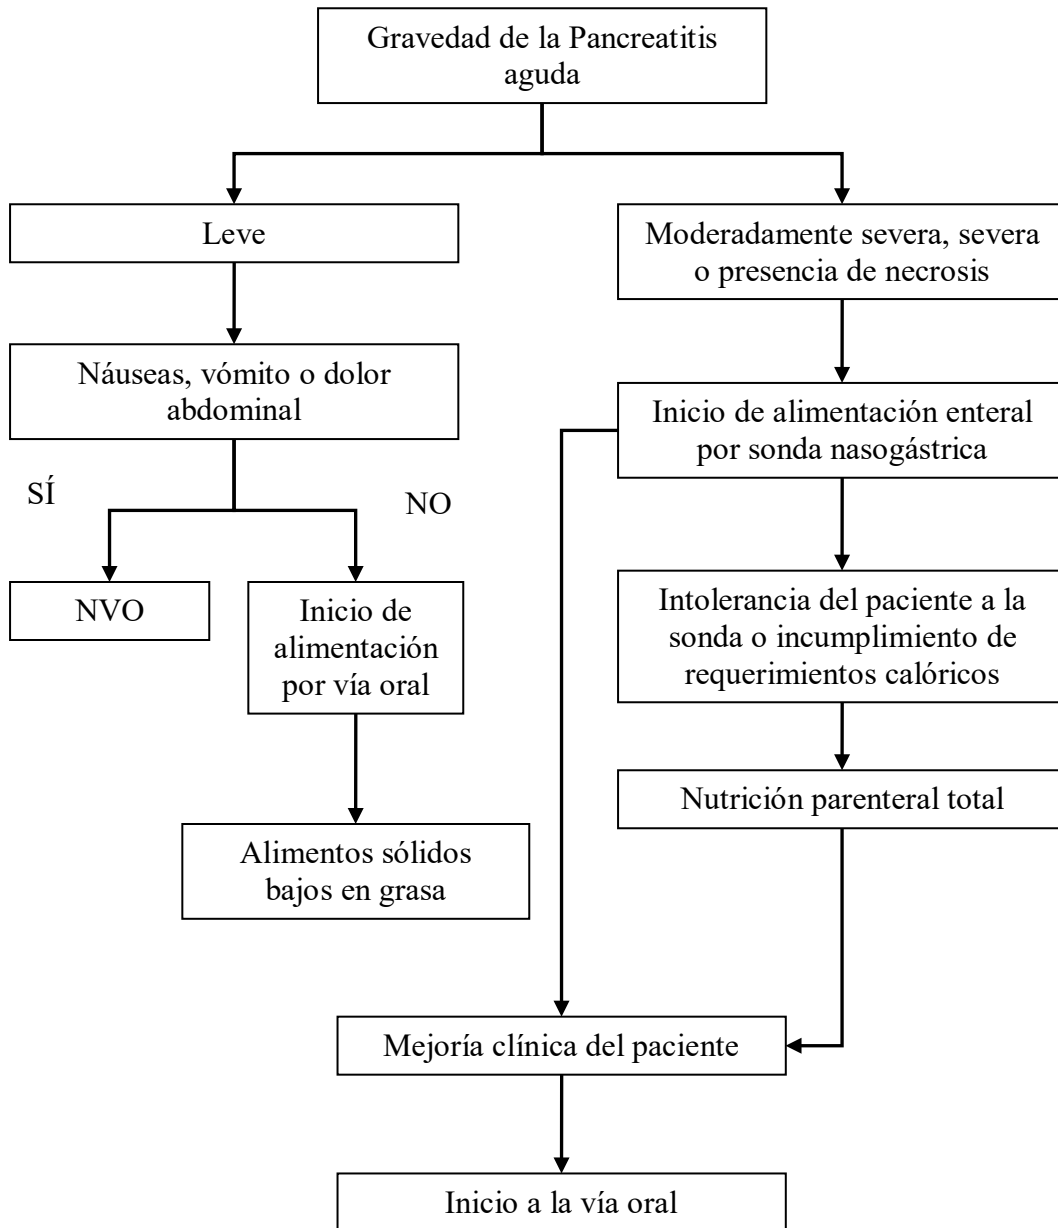 Gravedad de la Pancreatitis
aguda
Leve
Moderadamente severa, severa
o presencia de necrosis
Náuseas, vómito o dolor
abdominal
Inicio de alimentación enteral
por sonda nasogástrica
SÍ
NO
NVO
Inicio de
alimentación
por vía oral
Intolerancia del paciente a la
sonda o incumplimiento de
requerimientos calóricos
Nutrición parenteral total
Alimentos sólidos
bajos en grasa
Mejoría clínica del paciente
Inicio a la vía oral